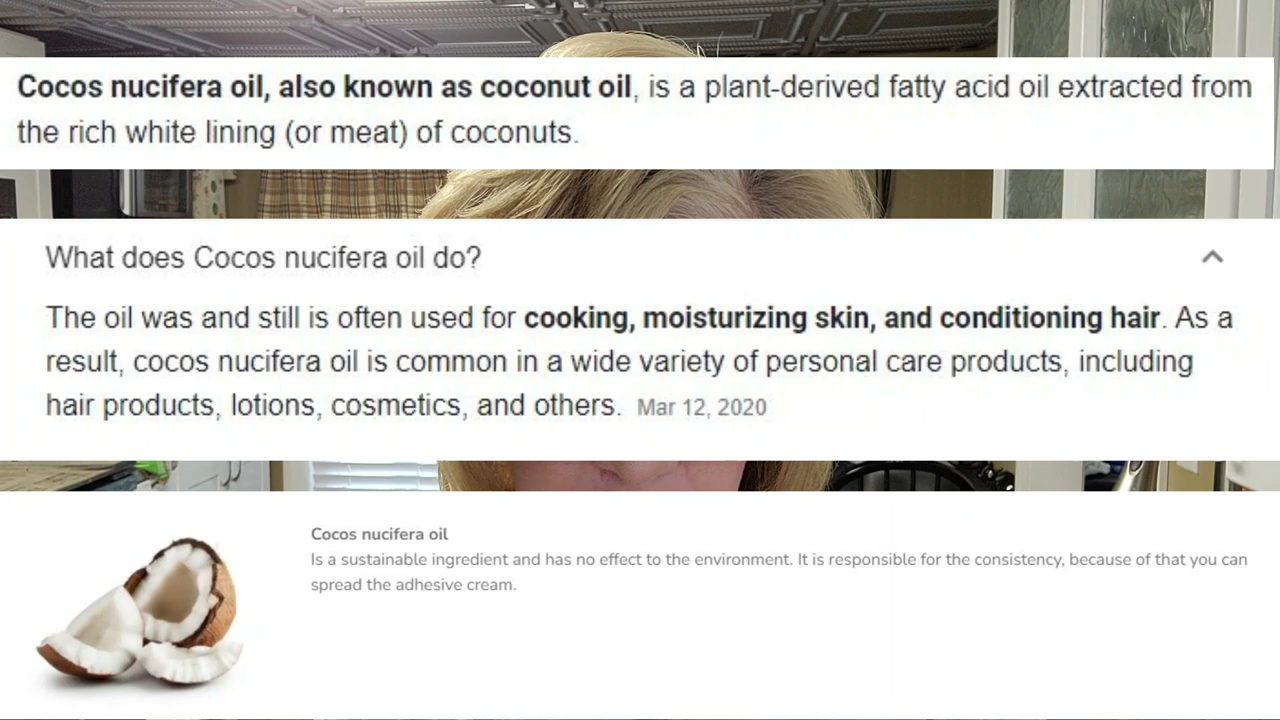 Cocos nucifera oil, also known as coconut oil, is a plant-derived fatty acid oil extracted from
the rich white lining (or meat) of coconuts.
What does Cocos nucifera oil do?
The oil was and still is often used for cooking, moisturizing skin, and conditioning hair. As a
result, cocos nucifera oil is common in a wide variety of personal care products, including
hair products, lotions, cosmetics, and others. Mar 12, 2020
Cocos nucifera oil
Is a sustainable ingredient and has no effect to the environment. It is responsible for the consistency, because of that you can
spread the adhesive cream.